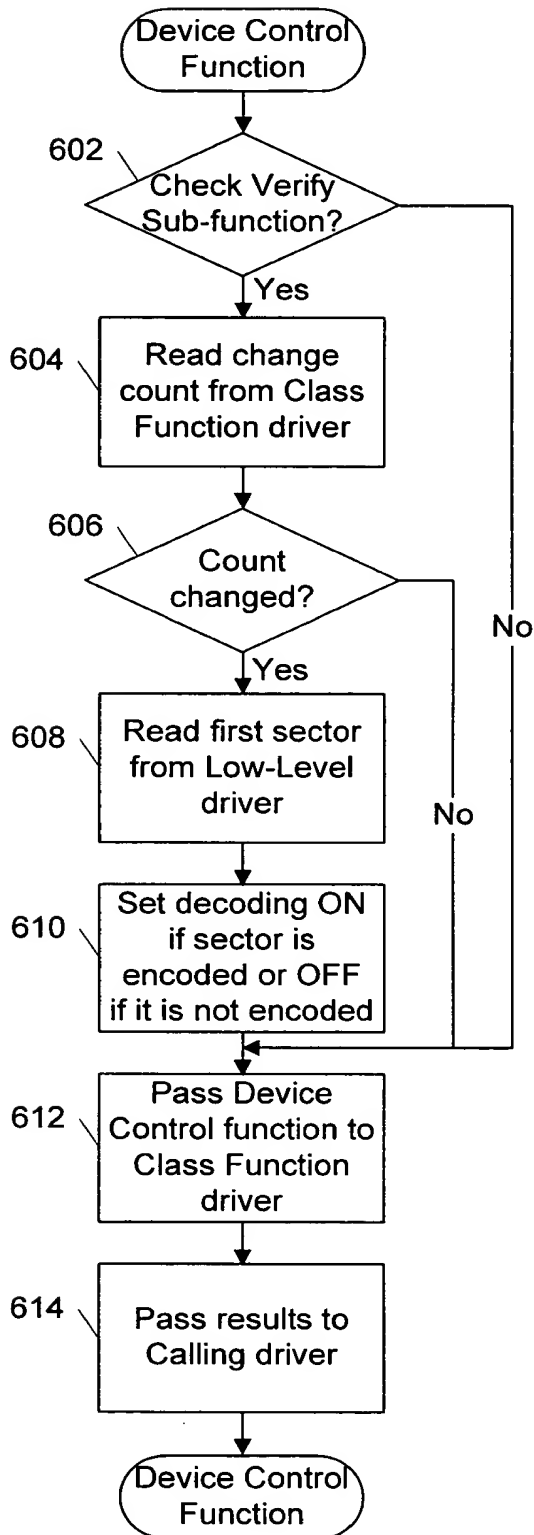 Device Control
Function
602
Check Verify
Sub-function?
Yes
604
Read change
count from Class
Function driver
606
Count
changed?
No
Yes
608
Read first sector
from Low-Level
driver
No
610
Set decoding ON
if sector is
encoded or OFF
if it is not encoded
612
Pass Device
Control function to
Class Function
driver
614
Pass results to
Calling driver
Device Control
Function